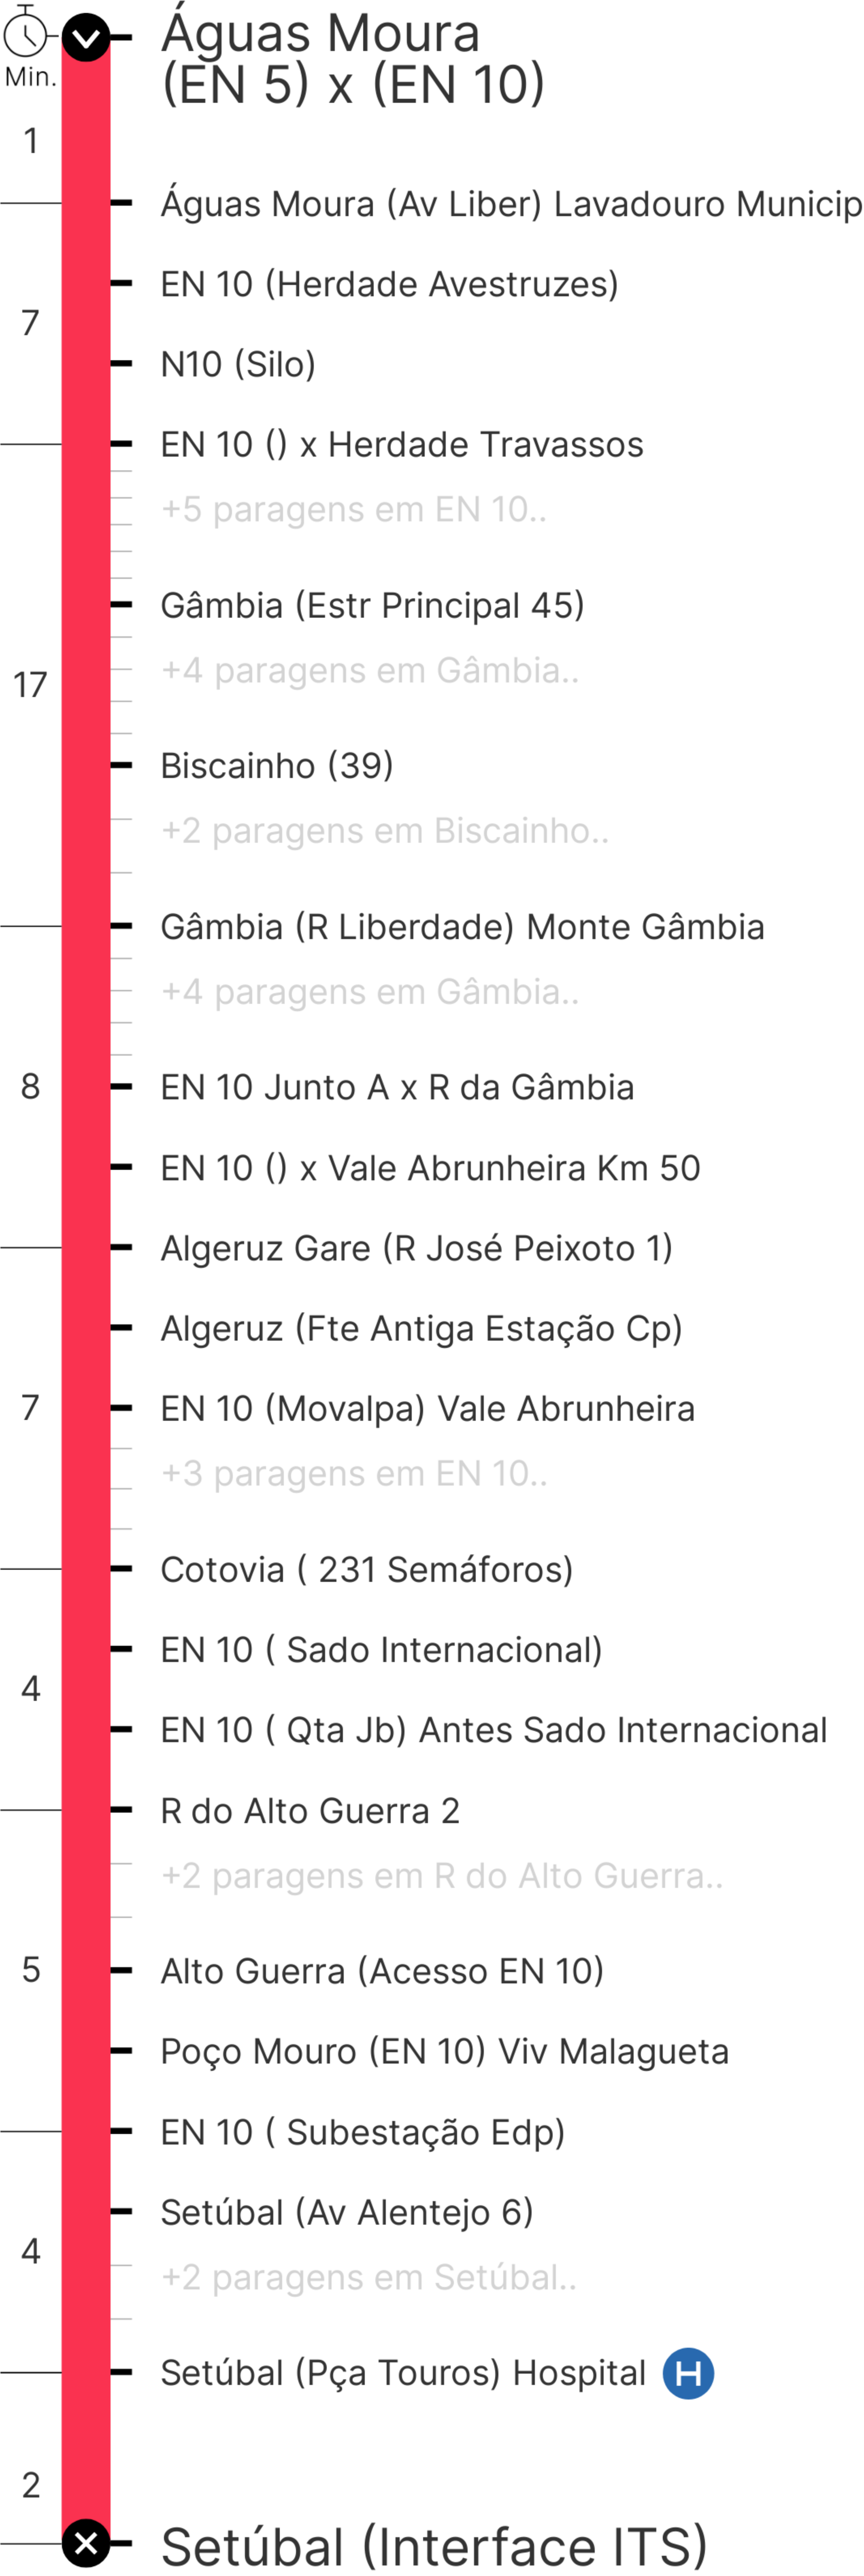 Águas Moura
(EN 5) x (EN 10)
Min.
1
Águas Moura (Av Liber) Lavadouro Municip
EN 10 (Herdade Avestruzes)
7
N10 (Silo)
EN 10 () x Herdade Travassos
+5 paragens em EN 10..
Gâmbia (Estr Principal 45)
+4 paragens em Gâmbia..
17
Biscainho (39)
+2 paragens em Biscainho..
Gâmbia (R Liberdade) Monte Gâmbia
+4 paragens em Gâmbia..
8
EN 10 Junto A x R da Gâmbia
EN 10 () x Vale Abrunheira Km 50
Algeruz Gare (R José Peixoto 1)
Algeruz (Fte Antiga Estação Cp)
7
EN 10 (Movalpa) Vale Abrunheira
+3 paragens em EN 10..
Cotovia ( 231 Semáforos)
EN 10 ( Sado Internacional)
4
EN 10 ( Qta Jb) Antes Sado Internacional
R do Alto Guerra 2
+2 paragens em R do Alto Guerra..
5
Alto Guerra (Acesso EN 10)
Poço Mouro (EN 10) Viv Malagueta
EN 10 ( Subestação Edp)
Setúbal (Av Alentejo 6)
4
+2 paragens em Setúbal..
Setúbal (Pça Touros) Hospital H
2
Setúbal (Interface ITS)